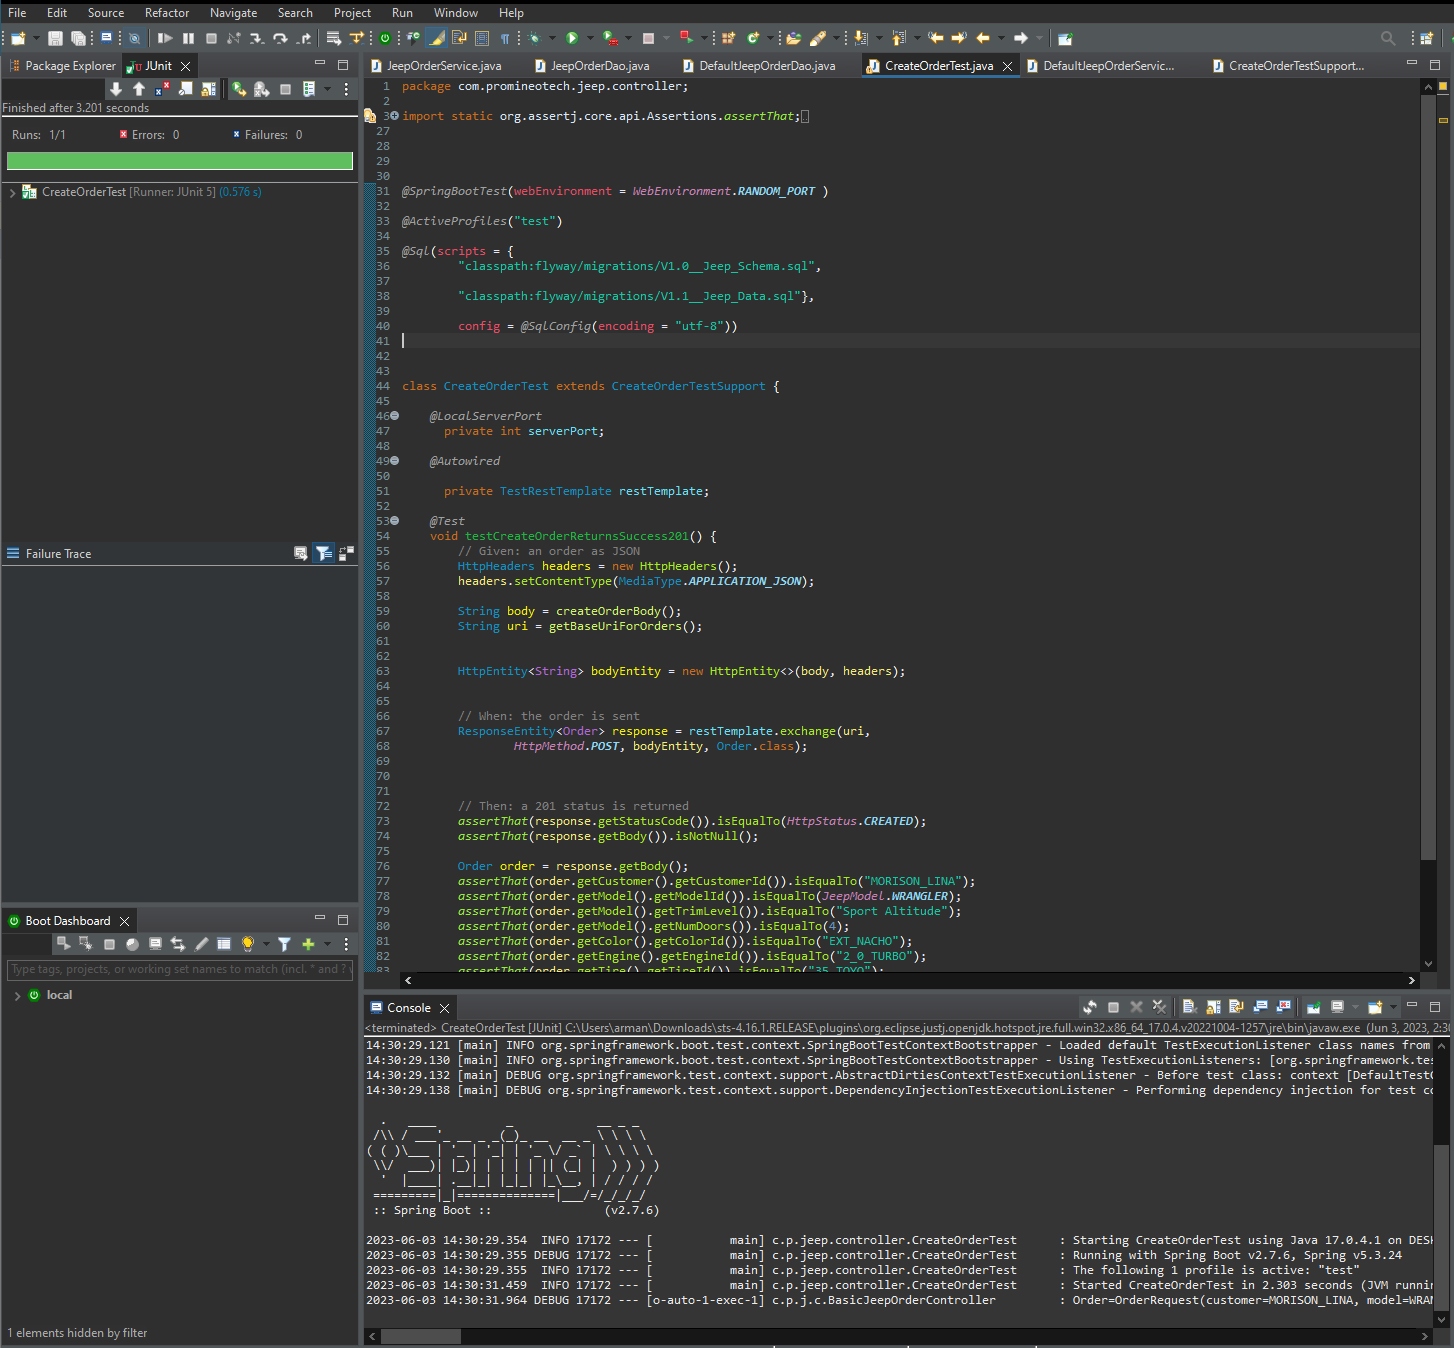 File Edit Source Refactor Navigate Search Project Run Window Help
Package Explorer JUnit
Finished after 3.201 seconds
Runs: 1/1 Errors: 0 Failures: 0
CreateOrderTest [Runner: JUnit 5] (0.576 s)
Failure Trace
Boot Dashboard
Type tags, projects, or working set names to match (incl. * and ?
local
1 elements hidden by filter
JeepOrderService.java JeepOrderDao.java DefaultJeepOrderDao.java CreateOrderTest.java DefaultJeepOrderServic... CreateOrderTestSupport...
1 package com.promineotech.jeep.controller;
2
3 import static org.assertj.core.api.Assertions.assertThat;
27
28
29
30
31 @SpringBootTest(webEnvironment = WebEnvironment.RANDOM_PORT )
32
33 @ActiveProfiles("test")
34
35 @Sql(scripts = {
36 "classpath:flyway/migrations/V1.0__Jeep_Schema.sql",
37
38 "classpath:flyway/migrations/V1.1__Jeep_Data.sql"},
39
40 config = @SqlConfig(encoding = "utf-8"))
41
42
43
44 class CreateOrderTest extends CreateOrderTestSupport {
45
46 @LocalServerPort
47 private int serverPort;
48
49 @Autowired
50
51 private TestRestTemplate restTemplate;
52
53 @Test
54 void testCreateOrderReturnsSuccess201() {
55 // Given: an order as JSON
56 HttpHeaders headers = new HttpHeaders();
57 headers.setContentType(MediaType.APPLICATION_JSON);
58
59 String body = createOrderBody();
60 String uri = getBaseUriForOrders();
61
62
63 HttpEntity<String> bodyEntity = new HttpEntity<>(body, headers);
64
65
66 // When: the order is sent
67 ResponseEntity<Order> response = restTemplate.exchange(uri,
68 HttpMethod.POST, bodyEntity, Order.class);
69
70
71
72 // Then: a 201 status is returned
73 assertThat(response.getStatusCode()).isEqualTo(HttpStatus.CREATED);
74 assertThat(response.getBody()).isNotNull();
75
76 Order order = response.getBody();
77 assertThat(order.getCustomer().getCustomerId()).isEqualTo("MORISON_LINA");
78 assertThat(order.getModel().getModelId()).isEqualTo(JeepModel.WRANGLER);
79 assertThat(order.getModel().getTrimLevel()).isEqualTo("Sport Altitude");
80 assertThat(order.getModel().getNumDoors()).isEqualTo(4);
81 assertThat(order.getColor().getColorId()).isEqualTo("EXT_NACHO");
82 assertThat(order.getEngine().getEngineId()).isEqualTo("2_0_TURBO");
83 assertThat(order.getTire().getTireId()).isEqualTo("35_TOYO");
Console
<terminated> CreateOrderTest [JUnit] C:\Users\arman\Downloads\sts-4.16.1.RELEASE\plugins\org.eclipse.justj.openjdk.hotspot.jre.full.win32.x86_64_17.0.4.v20221004-1257\jre\bin\javaw.exe (Jun 3, 2023, 2:30
14:30:29.121 [main] INFO org.springframework.boot.test.context.SpringBootTestContextBootstrapper - Loaded default TestExecutionListener class names from
14:30:29.130 [main] INFO org.springframework.boot.test.context.SpringBootTestContextBootstrapper - Using TestExecutionListeners: [org.springframework.tes
14:30:29.132 [main] DEBUG org.springframework.test.context.support.AbstractDirtiesContextTestExecutionListener - Before test class: context [DefaultTestC
14:30:29.138 [main] DEBUG org.springframework.test.context.support.DependencyInjectionTestExecutionListener - Performing dependency injection for test co
Spring
:: Spring Boot :: (v2.7.6)
2023-06-03 14:30:29.354 INFO 17172 --- [ main] c.p.jeep.controller.CreateOrderTest : Starting CreateOrderTest using Java 17.0.4.1 on DESK
2023-06-03 14:30:29.355 DEBUG 17172 --- [ main] c.p.jeep.controller.CreateOrderTest : Running with Spring Boot v2.7.6, Spring v5.3.24
2023-06-03 14:30:29.355 INFO 17172 --- [ main] c.p.jeep.controller.CreateOrderTest : The following 1 profile is active: "test"
2023-06-03 14:30:31.459 INFO 17172 --- [ main] c.p.jeep.controller.CreateOrderTest : Started CreateOrderTest in 2.303 seconds (JVM runnin
2023-06-03 14:30:31.964 DEBUG 17172 --- [o-auto-1-exec-1] c.p.j.c.BasicJeepOrderController : Order=OrderRequest(customer=MORISON_LINA, model=WRAN